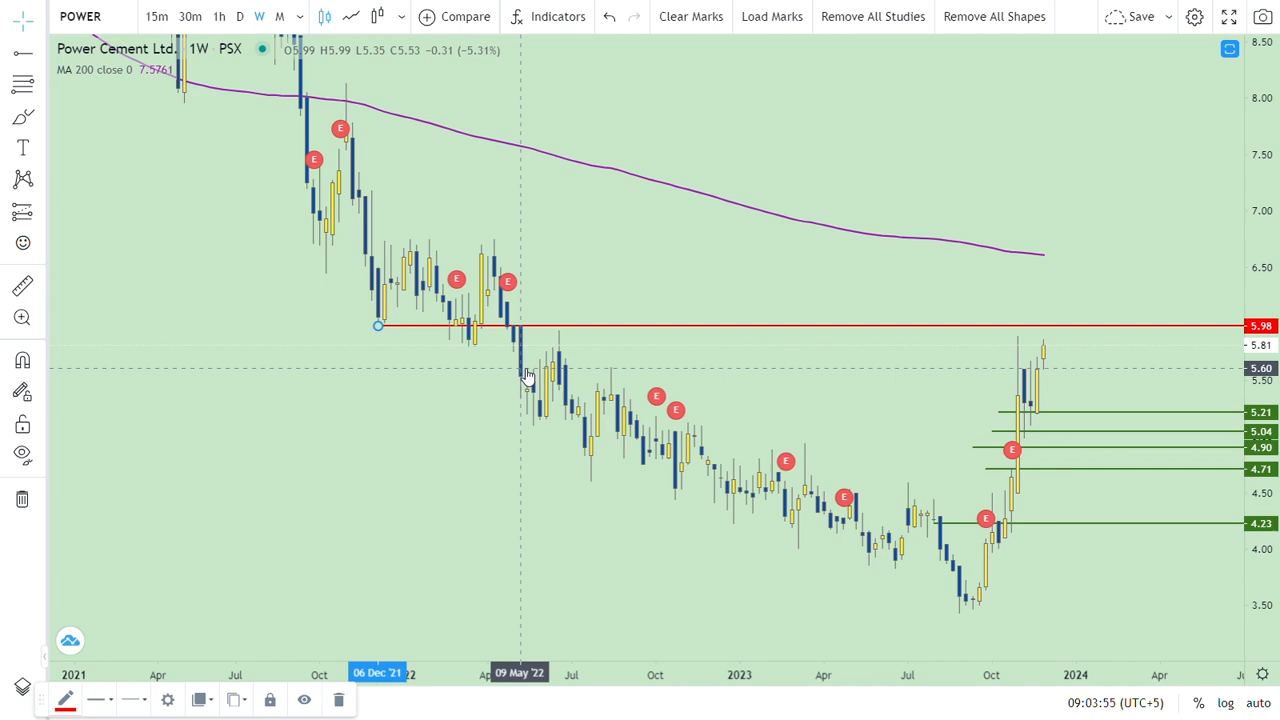 POWER 15m 30m 1h D W M Compare Indicators Clear Marks Load Marks Remove All Studies Remove All Shapes Save
Power Cement Ltd. 1W PSX O5.99 H5.99 L5.35 C5.53 −0.31 (−5.31%)
MA 200 close 0 7.5761
8.50
8.00
7.50
7.00
6.50
5.98
5.81
5.60
5.50
5.21
5.04
4.90
4.71
4.50
4.23
4.00
3.50
E
E
E
E
E
E
E
E
E
E
2021 Apr Jul Oct 06 Dec '21 22 Ap 09 May '22 Jul Oct 2023 Apr Jul Oct 2024 Apr Ju
09:03:55 (UTC+5) % log auto